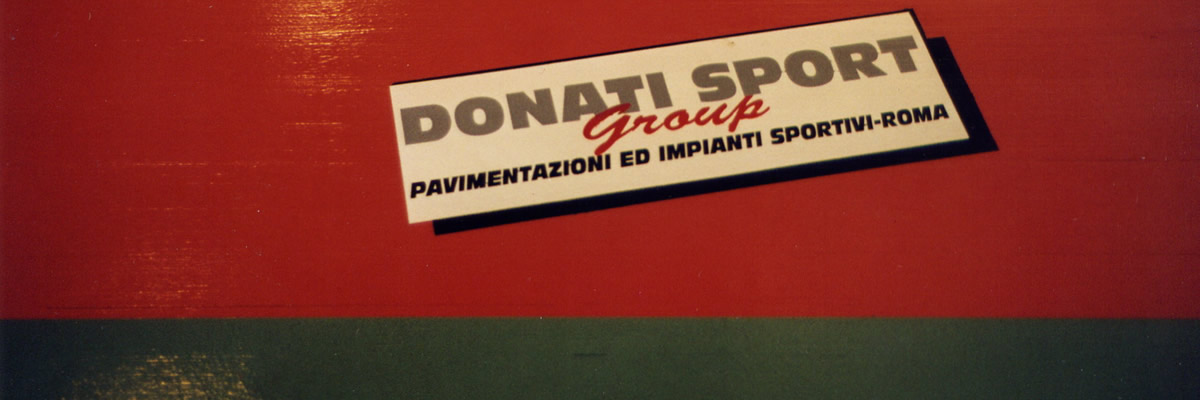 DONATI SPORT
Group
PAVIMENTAZIONI ED IMPIANTI SPORTIVI-ROMA